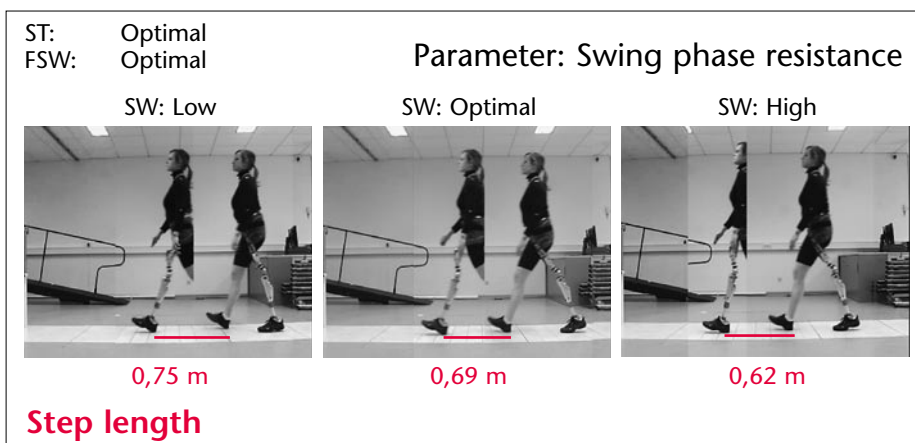 ST: Optimal
FSW: Optimal
Parameter: Swing phase resistance
SW: Low
SW: Optimal
SW: High
0,75 m
0,69 m
0,62 m
Step length